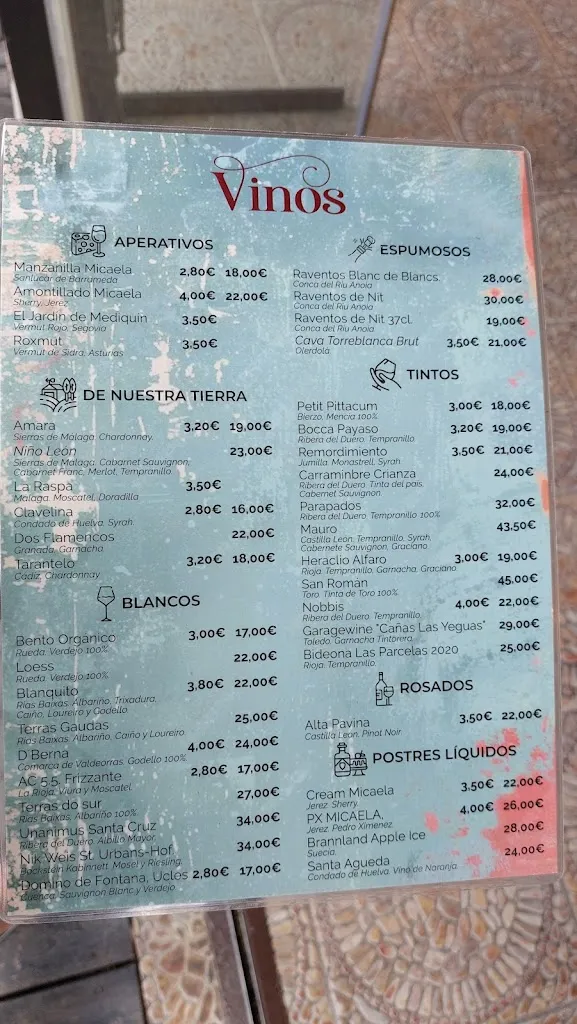 Vinos
APERATIVOS
Manzanilla Micaela 2,80€ 18,00€
Sanlucar de Barrameda
Amontillado Micaela 4,00€ 22,00€
Sherry, Jerez
El Jardin de Mediquin 3,50€
Vermut Rojo, Segovia
Roxmut 3,50€
Vermut de Sidra, Asturias
DE NUESTRA TIERRA
Amara 3,20€ 19,00€
Sierras de Málaga, Chardonnay.
Niño Leon 23,00€
Sierras de Malaga, Cabarnet Sauvignon,
Cabarnet Franc, Merlot, Tempranillo
La Raspa 3,50€
Malaga, Moscatel, Doradilla
Clavelina 2,80€ 16,00€
Condado de Huelva, Syrah
Dos Flamencos 22,00€
Granada, Garnacha
Tarantelo 3,20€ 18,00€
Cadiz, Chardonnay
BLANCOS
Bento Organico 3,00€ 17,00€
Rueda, Verdejo 100%
Loess 22,00€
Rueda, Verdejo 100%
Blanquito 3,80€ 22,00€
Rias Baixas, Albarino, Trixadura,
Caiño, Loureiro y Godello
Terras Gaudas 25,00€
Rias Baixas, Albariño, Caiño y Loureiro
D Berna 4,00€ 24,00€
Comarca de Valdeorras, Godello 100%
AC 5.5, Frizzante 2,80€ 17,00€
La Rioja, Viura y Moscatel
Terras do sur 27,00€
Rias Baixas, Albariño 100%
Unanimus Santa Cruz 34,00€
Ribera del Duero, Albillo Mayor
Nik Weis St. Urbans-Hof 34,00€
Bockstein Kabinnett, Mosel y Riesling,
Domino de Fontana, Uclés 2,80€ 17,00€
Cuenca, Sauvignon Blanc y Verdejo
ESPUMOSOS
Raventos Blanc de Blancs. 28,00€
Conca del Riu Anoia
Raventos de Nit 30,00€
Conca del Riu Anoia
Raventos de Nit 37cl. 19,00€
Conca del Riu Anoia
Cava Torreblanca Brut 3,50€ 21,00€
Olerdola
TINTOS
Petit Pittacum 3,00€ 18,00€
Bierzo, Mencia 100%
Bocca Payaso 3,20€ 19,00€
Ribera del Duero, Tempranillo
Remordimiento 3,50€ 21,00€
Jumilla, Monastrell, Syrah
Carraminbre Crianza 24,00€
Ribera del Duero, Tinta del pais,
Cabernet Sauvignon
Parapados 32,00€
Ribera del Duero, Tempranillo 100%
Mauro 43,50€
Castilla Leon, Tempranillo, Syrah,
Cabernete Sauvignon, Graciano
Heraclio Alfaro 3,00€ 19,00€
Rioja, Tempranillo, Garnacha, Graciano
San Román 45,00€
Toro, Tinta de Toro 100%
Nobbis 4,00€ 22,00€
Ribera del Duero, Tempranillo
Garagewine "Cañas Las Yeguas" 29,00€
Toledo, Garnacha Tintorera,
Bideona Las Parcelas 2020 25,00€
Rioja, Tempranillo,
ROSADOS
Alta Pavina 3,50€ 22,00€
Castilla Leon, Pinot Noir
POSTRES LÍQUIDOS
Cream Micaela 3,50€ 22,00€
Jerez, Sherry
PX MICAELA, 4,00€ 26,00€
Jerez, Pedro Ximenez
Brannland Apple Ice 28,00€
Suecia,
Santa Agueda 24,00€
Condado de Huelva, Vino de Naranja